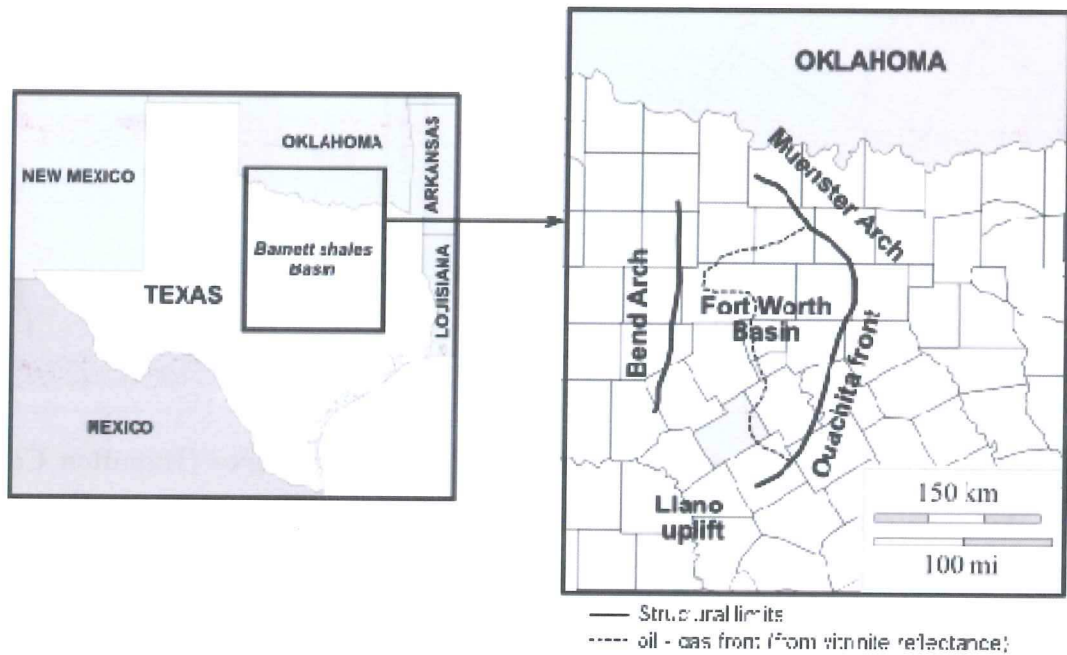 NEW MEXICO
OKLAHOMA
ARKANSAS
Barnett shales
Basin
TEXAS
LOJISIANA
MEXICO
OKLAHOMA
Muenster Arch
Bend Arch
Fort Worth
Basin
Ouachita front
Llano
uplift
150 km
100 mi
Structural limits
oil - gas front (from vitrinite reflectance)